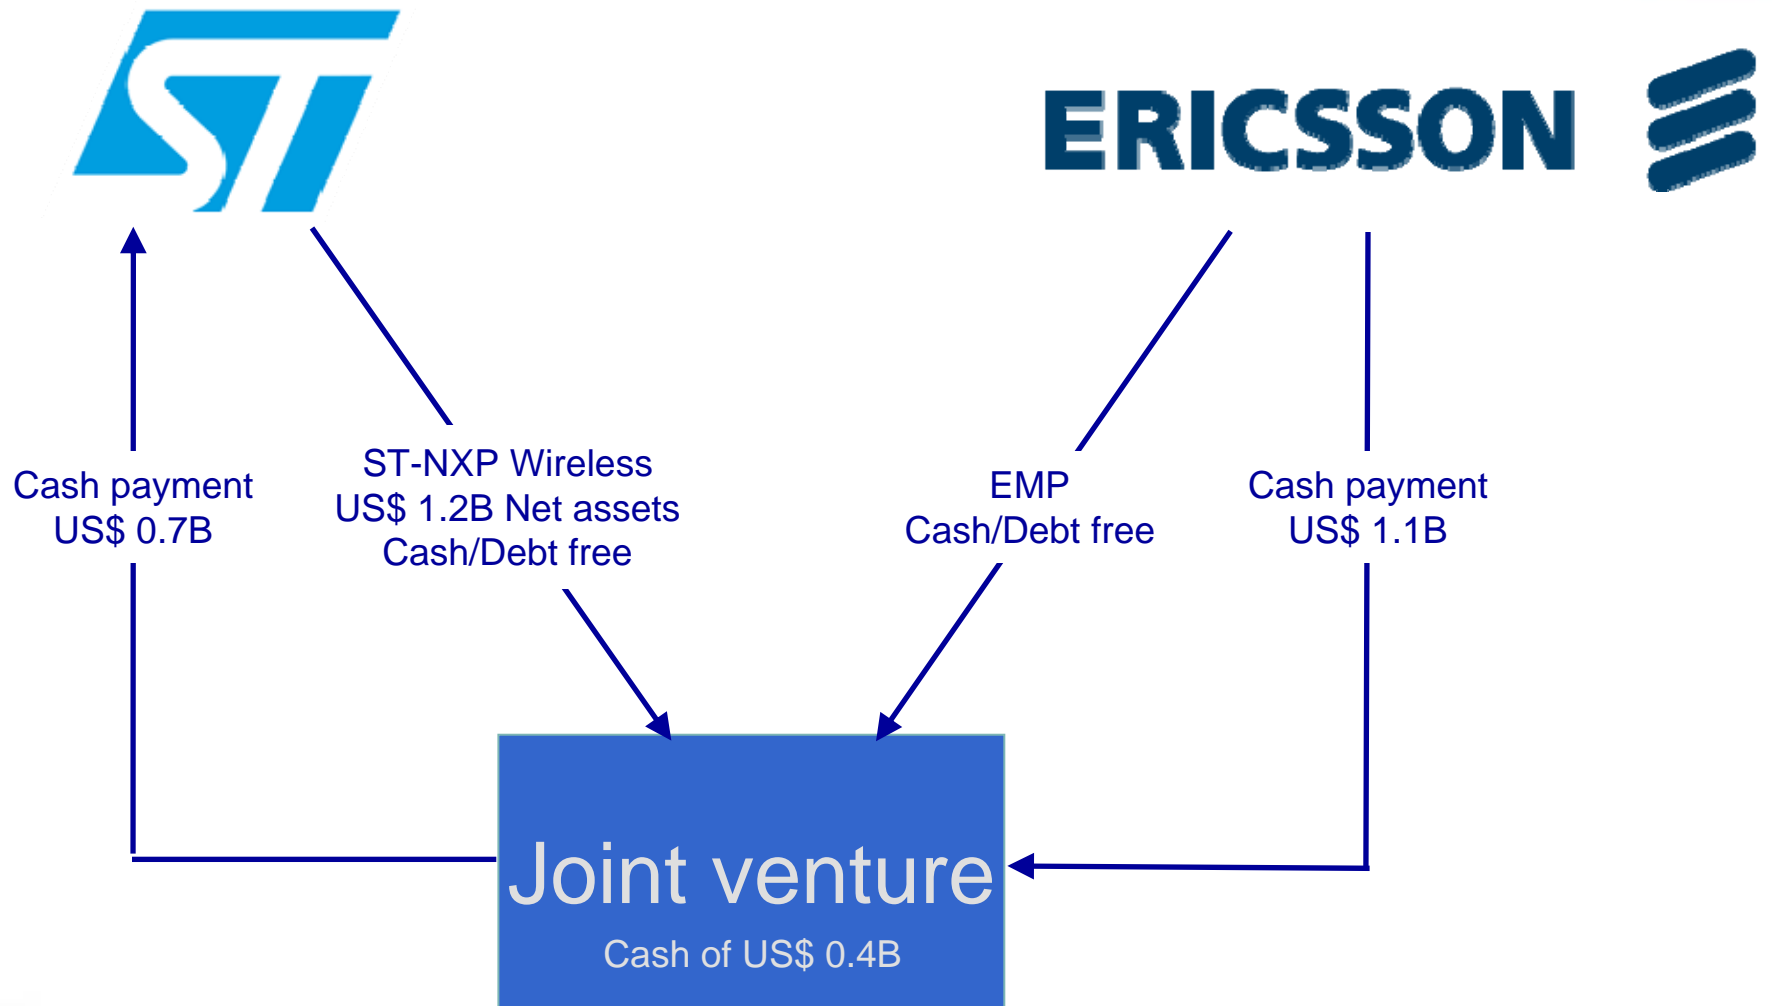 ST
ERICSSON
Cash payment
US$ 0.7B
ST-NXP Wireless
US$ 1.2B Net assets
Cash/Debt free
EMP
Cash/Debt free
Cash payment
US$ 1.1B
Joint venture
Cash of US$ 0.4B